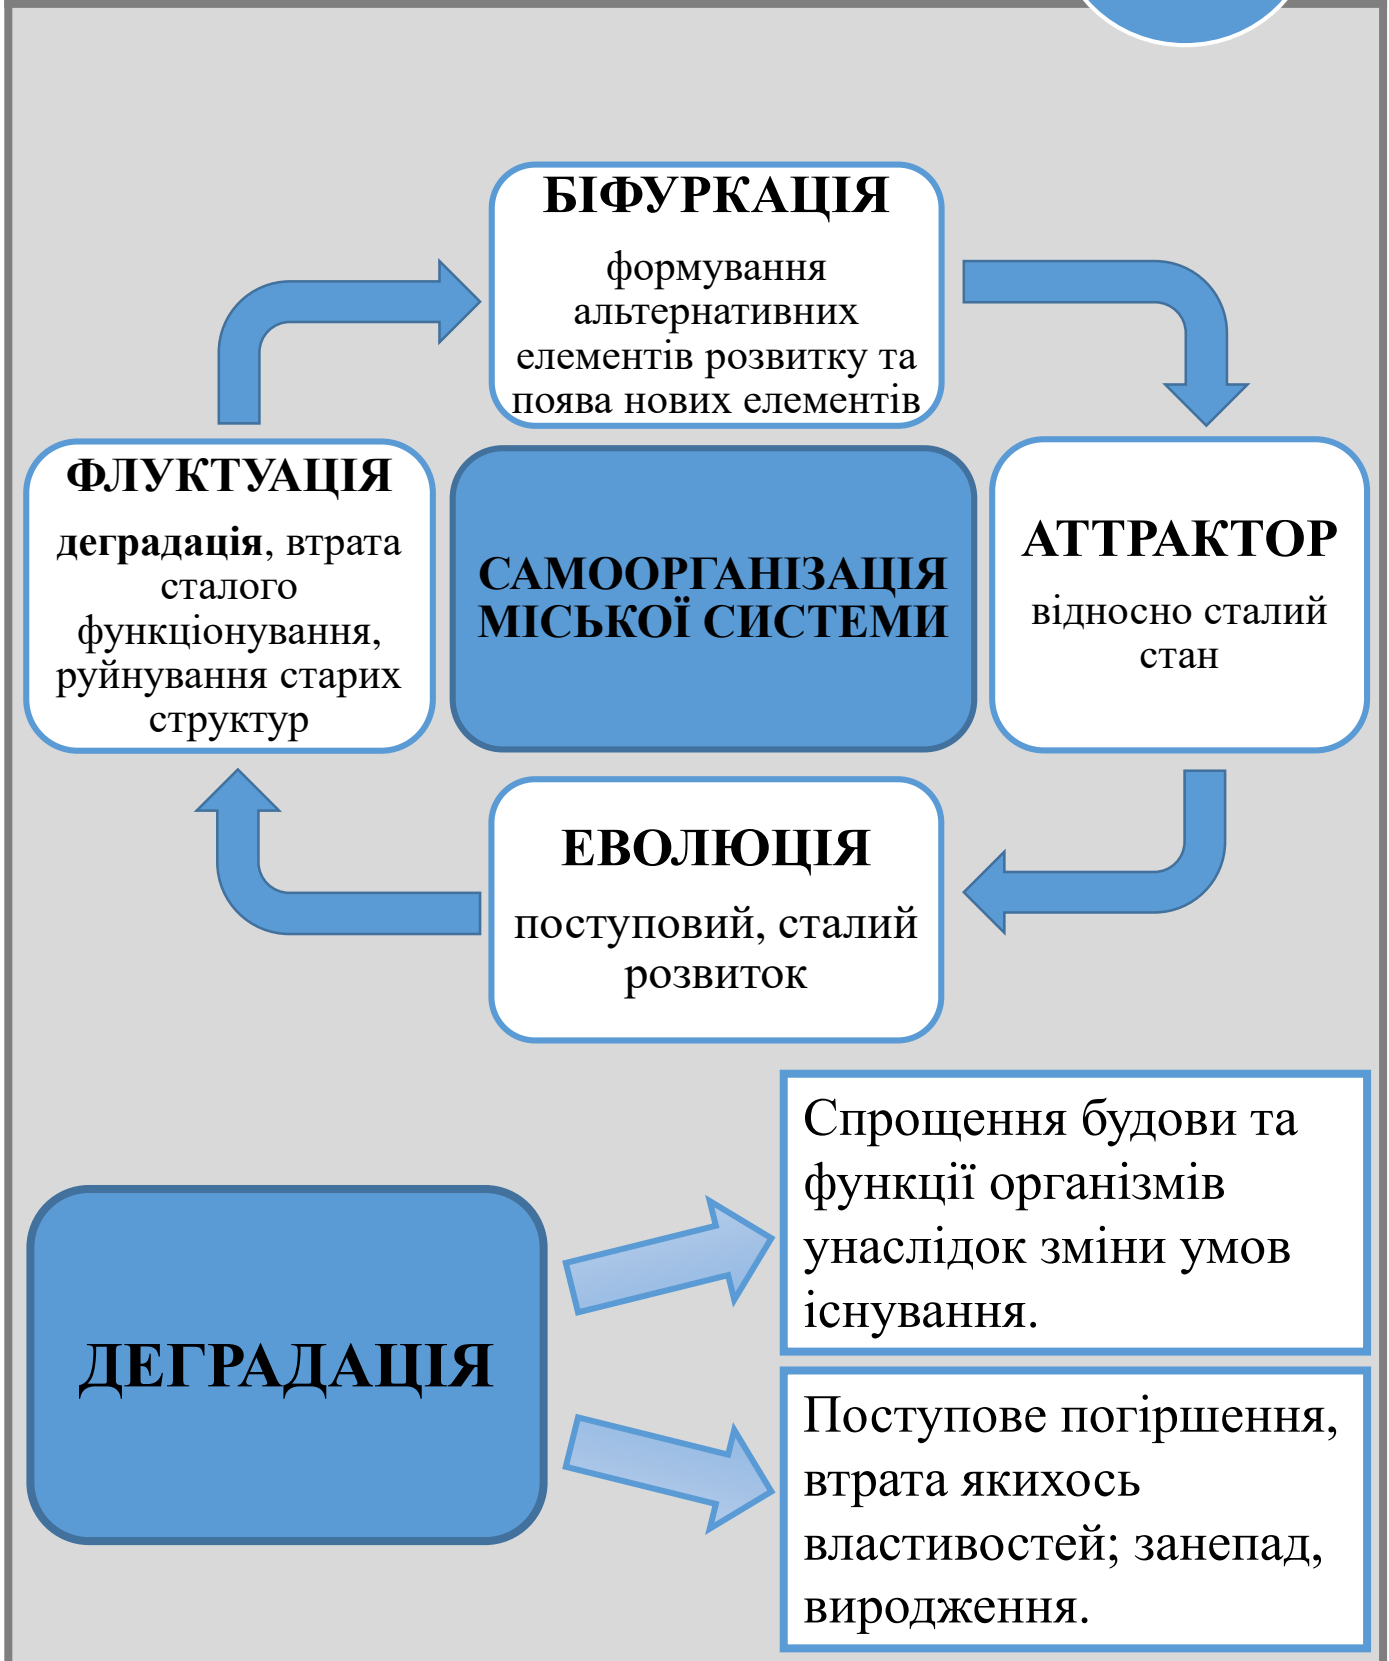 БІФУРКАЦІЯ
формування
альтернативних
елементів розвитку та
поява нових елементів
ФЛУКТУАЦІЯ
деградація, втрата
сталого
функціонування,
руйнування старих
структур
САМООРГАНІЗАЦІЯ
МІСЬКОЇ СИСТЕМИ
АТТРАКТОР
відносно сталий
стан
ЕВОЛЮЦІЯ
поступовий, сталий
розвиток
ДЕГРАДАЦІЯ
Спрощення будови та
функції організмів
унаслідок зміни умов
існування.
Поступове погіршення,
втрата якихось
властивостей; занепад,
виродження.